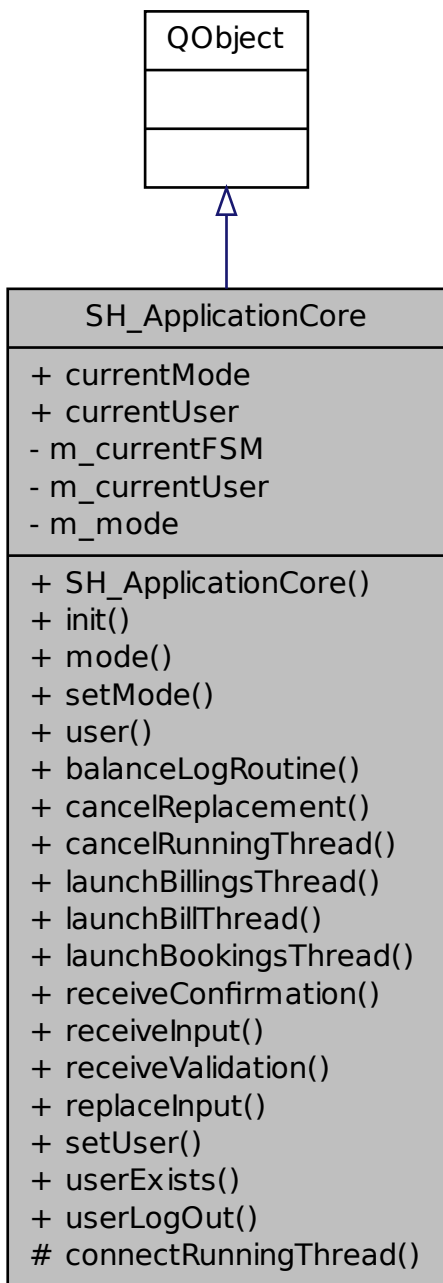 QObject
SH_ApplicationCore
+ currentMode
+ currentUser
- m_currentFSM
- m_currentUser
- m_mode
+ SH_ApplicationCore()
+ init()
+ mode()
+ setMode()
+ user()
+ balanceLogRoutine()
+ cancelReplacement()
+ cancelRunningThread()
+ launchBillingsThread()
+ launchBillThread()
+ launchBookingsThread()
+ receiveConfirmation()
+ receiveInput()
+ receiveValidation()
+ replaceInput()
+ setUser()
+ userExists()
+ userLogOut()
# connectRunningThread()